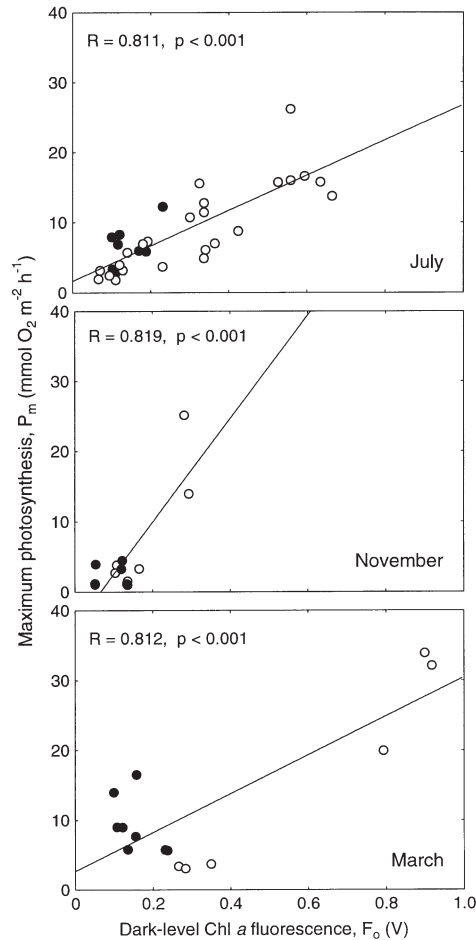 40
R = 0.811, p < 0.001
30
20
10
July
0
40
R = 0.819, p < 0.001
30
20
10
November
0
40
R = 0.812, p < 0.001
30
20
10
March
0
0 0.2 0.4 0.6 0.8 1.0
Dark-level Chl a fluorescence, Fo (V)
Maximum photosynthesis, Pm (mmol O2 m-2 h-1)